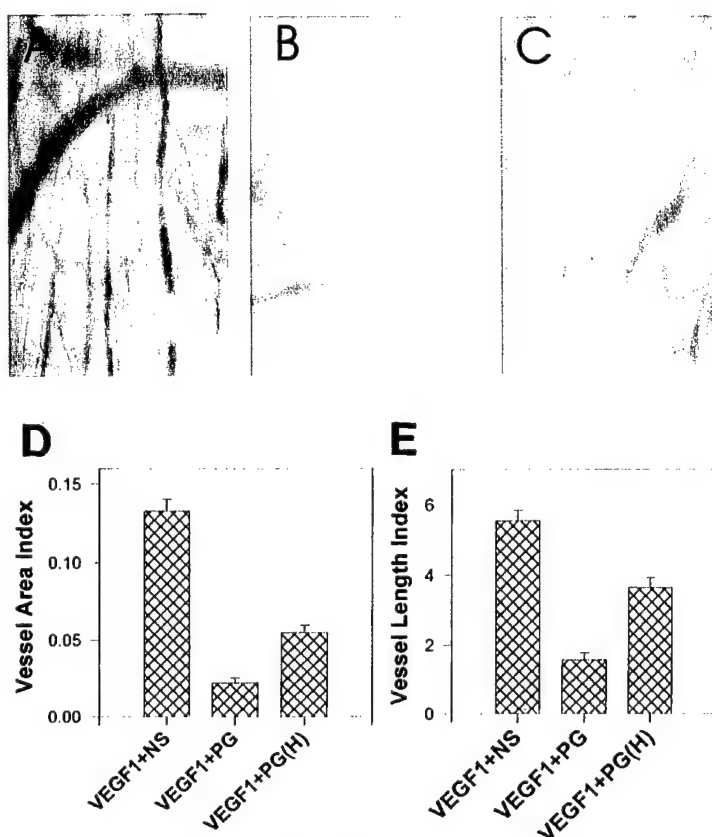 A
B
C
D
Vessel Area Index
0.15
0.10
0.05
0.00
VEGF1+NS
VEGF1+PG
VEGF1+PG(H)
E
Vessel Length Index
6
4
2
0
VEGF1+NS
VEGF1+PG
VEGF1+PG(H)